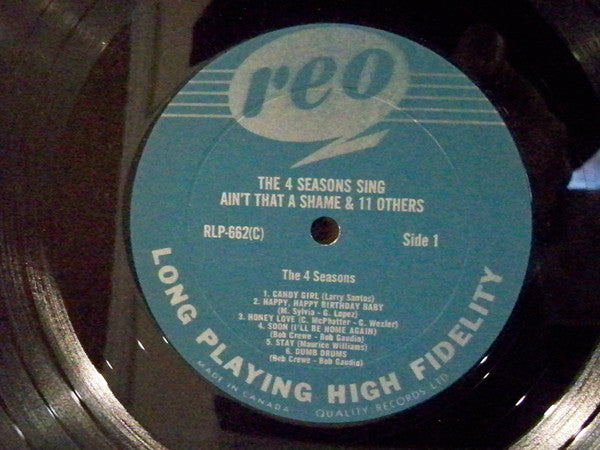 reo
THE 4 SEASONS SING
AIN'T THAT A SHAME & 11 OTHERS
RLP-662(C)
Side 1
The 4 Seasons
1. CANDY GIRL (Larry Santos)
2. HAPPY, HAPPY BIRTHDAY BABY
(M. Sylvia - G. Lopez)
3. HONEY LOVE (C. McPhatter - G. Wexler)
4. SOON (I'LL BE HOME AGAIN)
(Bob Crewe - Bob Gaudio)
5. STAY (Maurice Williams)
6. DUMB DRUMS
(Bob Crewe - Bob Gaudio)
LONG PLAYING HIGH FIDELITY
MADE IN CANADA QUALITY RECORDS LTD.